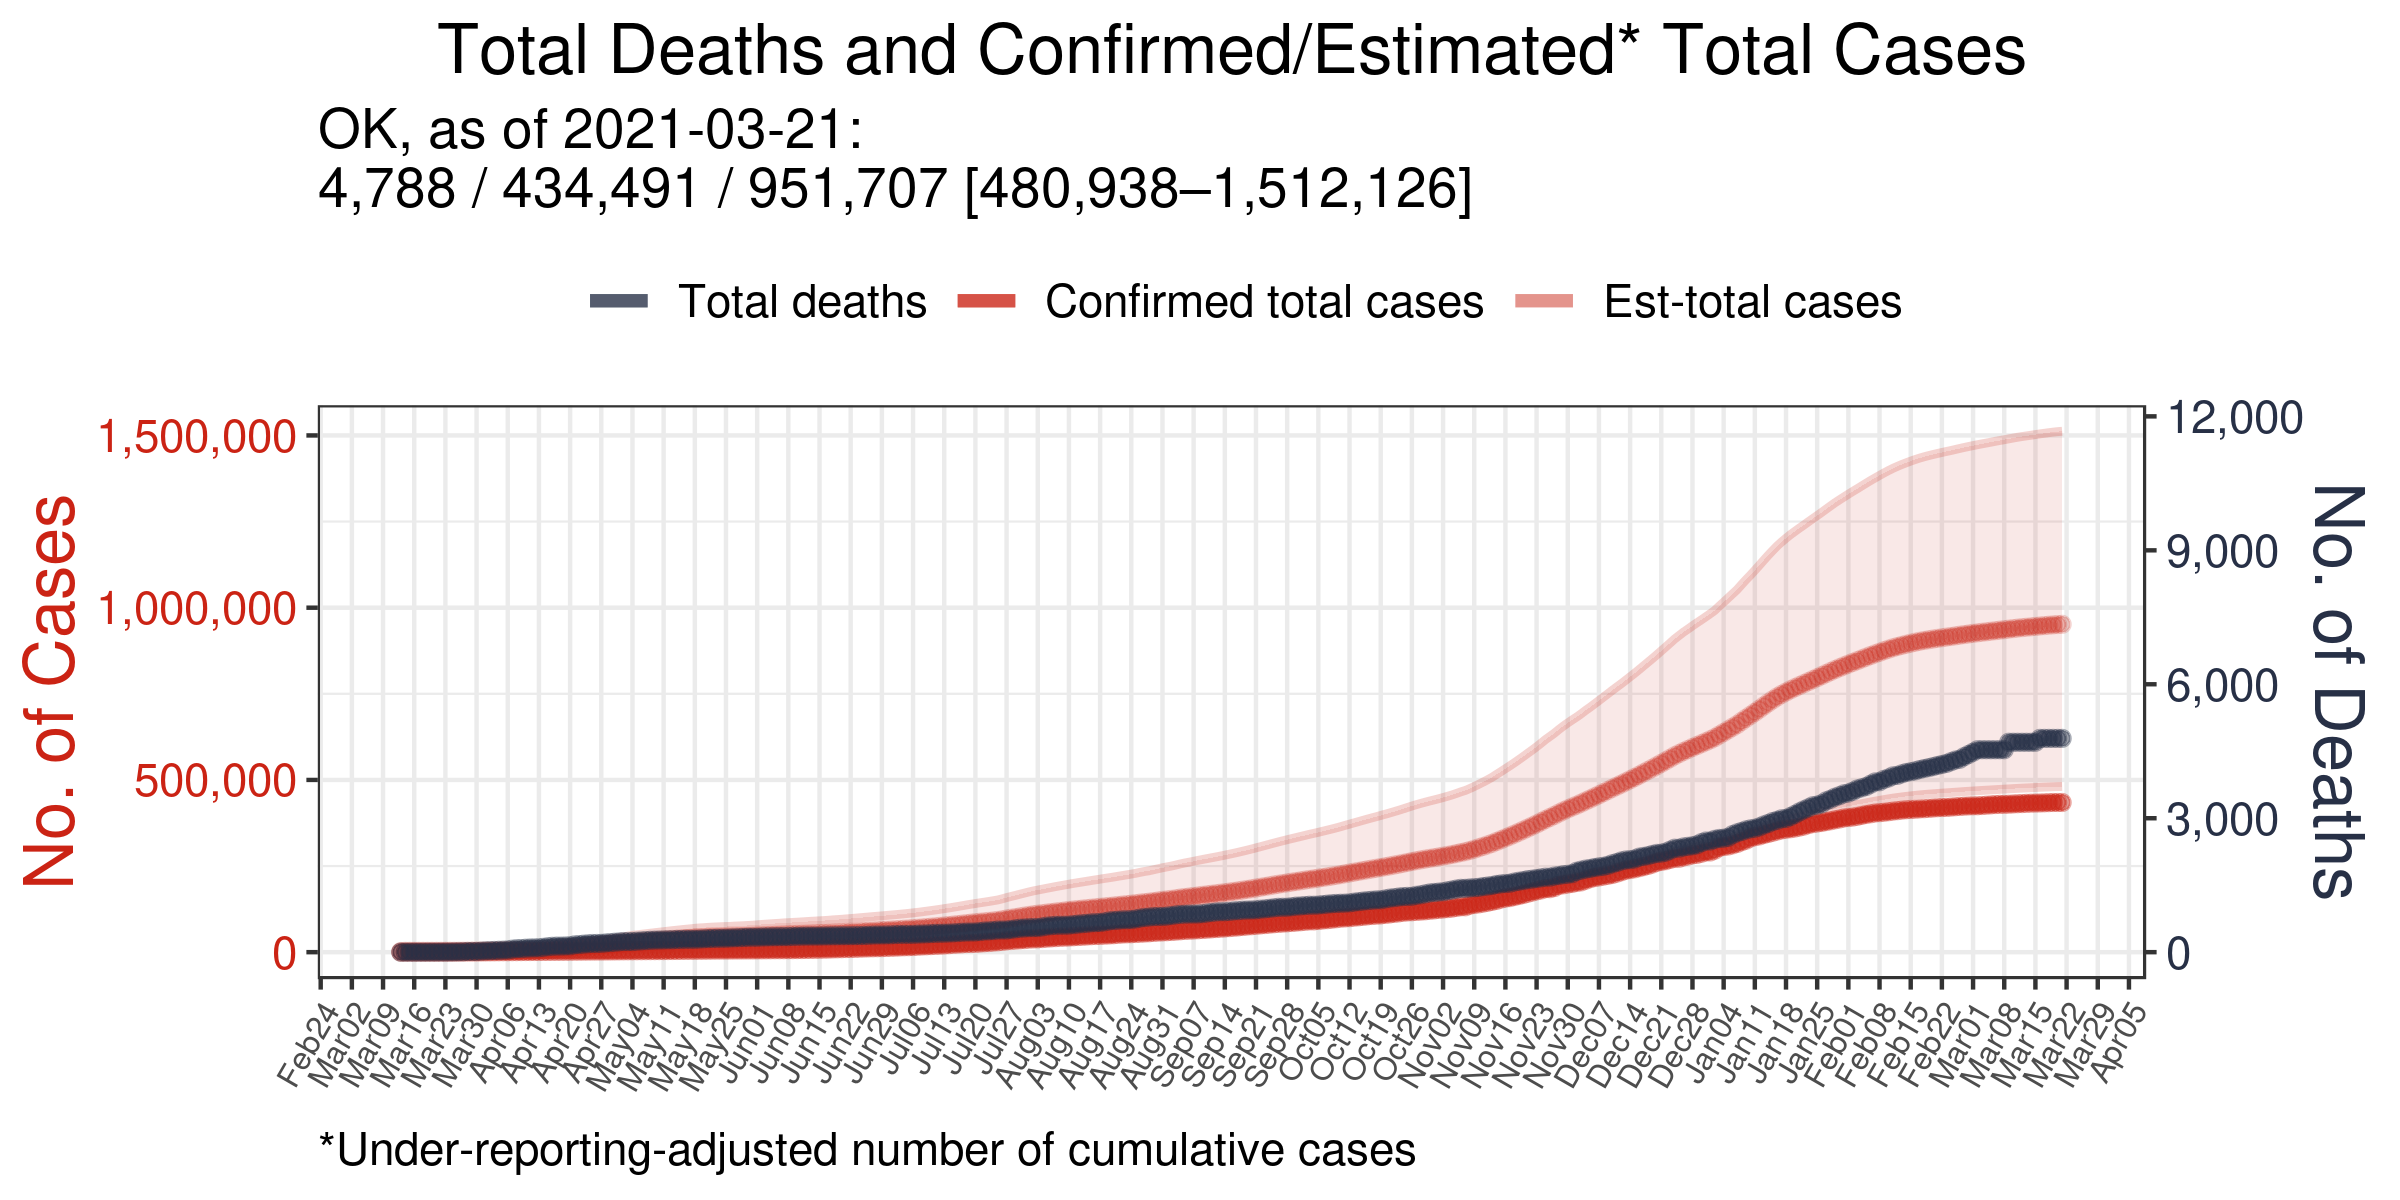 Total Deaths and Confirmed/Estimated* Total Cases
OK, as of 2021-03-21:
4,788 / 434,491 / 951,707 [480,938–1,512,126]
Total deaths
Confirmed total cases
Est-total cases
No. of Cases
1,500,000
1,000,000
500,000
0
12,000
9,000
6,000
3,000
0
No. of Deaths
Feb24
Mar02
Mar09
Mar16
Mar23
Mar30
Apr06
Apr13
Apr20
Apr27
May04
May11
May18
May25
Jun01
Jun08
Jun15
Jun22
Jun29
Jul06
Jul13
Jul20
Jul27
Aug03
Aug10
Aug17
Aug24
Aug31
Sep07
Sep14
Sep21
Sep28
Oct05
Oct12
Oct19
Oct26
Nov02
Nov09
Nov16
Nov23
Nov30
Dec07
Dec14
Dec21
Dec28
Jan04
Jan11
Jan18
Jan25
Feb01
Feb08
Feb15
Feb22
Mar01
Mar08
Mar15
Mar22
Mar29
Apr05
*Under-reporting-adjusted number of cumulative cases